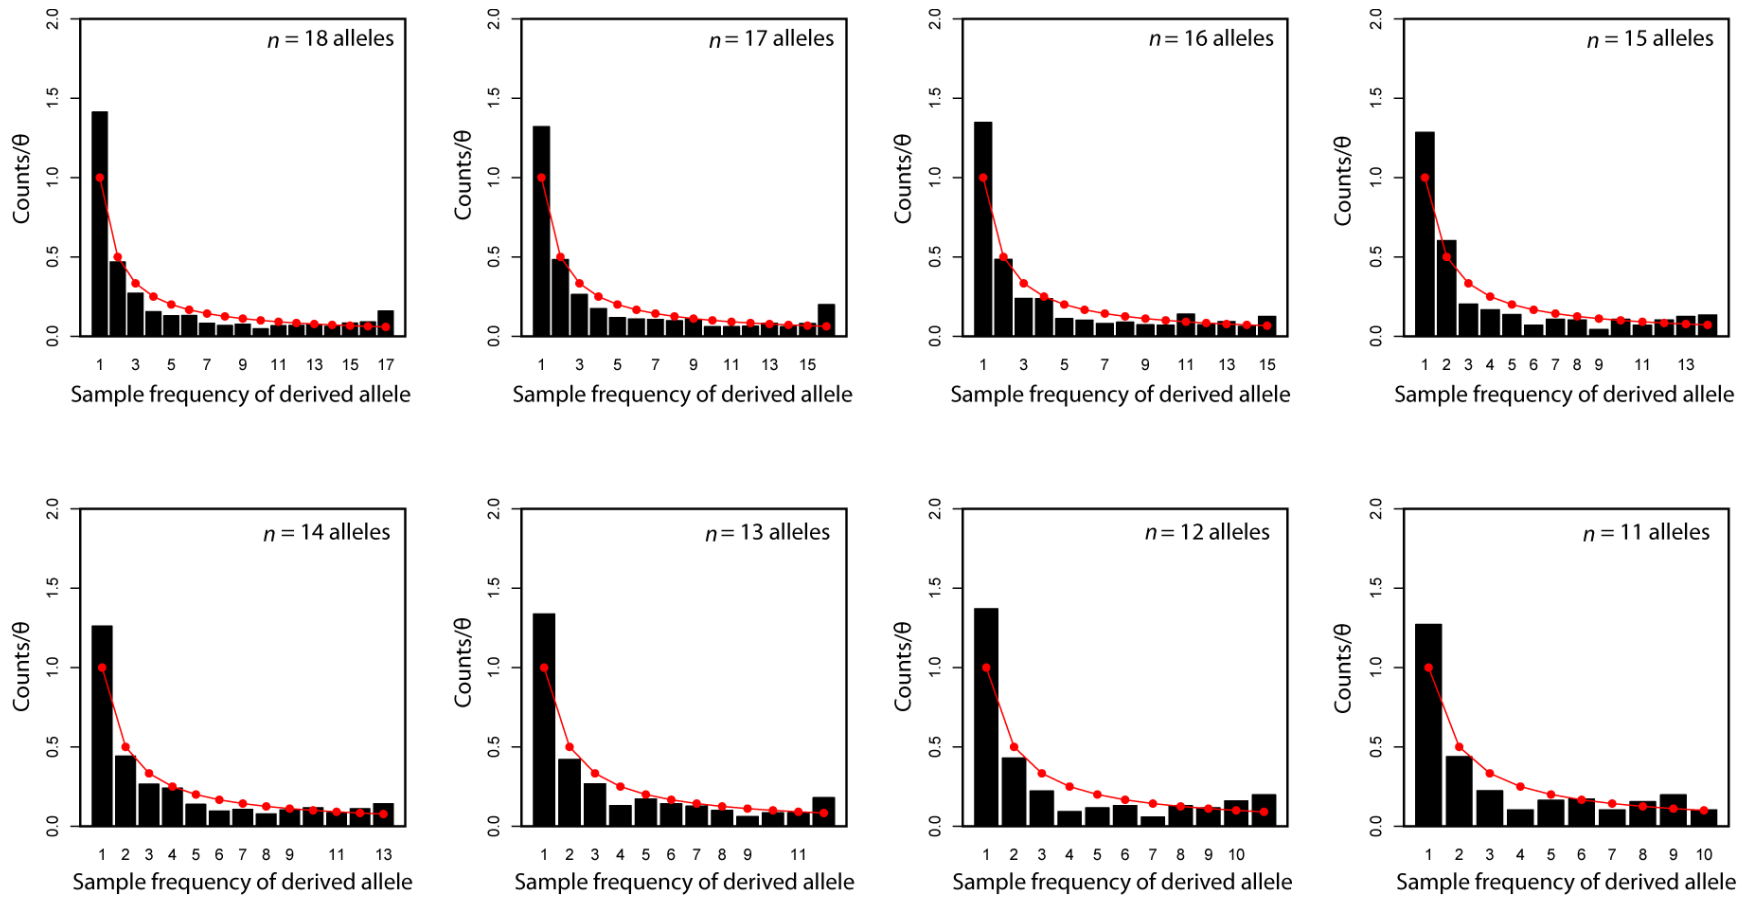 n = 18 alleles
2.0
1.5
1.0
0.5
0.0
Counts/θ
1 3 5 7 9 11 13 15 17
Sample frequency of derived allele
n = 17 alleles
2.0
1.5
1.0
0.5
0.0
Counts/θ
1 3 5 7 9 11 13 15
Sample frequency of derived allele
n = 16 alleles
2.0
1.5
1.0
0.5
0.0
Counts/θ
1 3 5 7 9 11 13 15
Sample frequency of derived allele
n = 15 alleles
2.0
1.5
1.0
0.5
0.0
Counts/θ
1 2 3 4 5 6 7 8 9 11 13
Sample frequency of derived allele
n = 14 alleles
2.0
1.5
1.0
0.5
0.0
Counts/θ
1 2 3 4 5 6 7 8 9 11 13
Sample frequency of derived allele
n = 13 alleles
2.0
1.5
1.0
0.5
0.0
Counts/θ
1 2 3 4 5 6 7 8 9 11
Sample frequency of derived allele
n = 12 alleles
2.0
1.5
1.0
0.5
0.0
Counts/θ
1 2 3 4 5 6 7 8 9 10
Sample frequency of derived allele
n = 11 alleles
2.0
1.5
1.0
0.5
0.0
Counts/θ
1 2 3 4 5 6 7 8 9 10
Sample frequency of derived allele